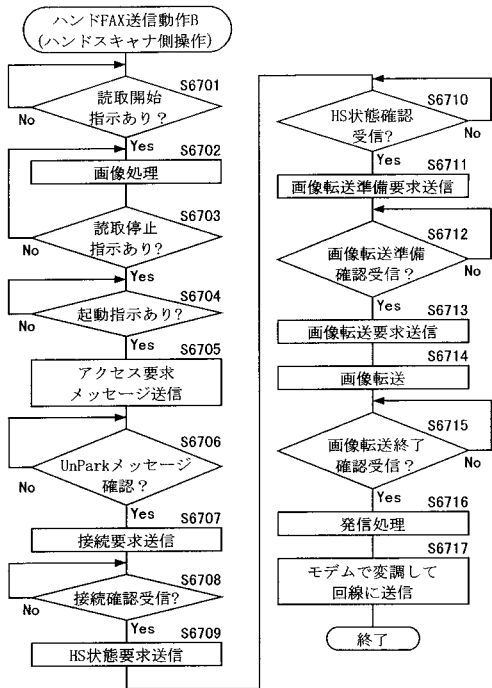 ハンドFAX送信動作B
(ハンドスキャナ側操作)
S6701
読取開始
指示あり？
No
Yes
S6702
画像処理
S6703
読取停止
指示あり？
No
Yes
S6704
起動指示あり?
No
Yes
S6705
アクセス要求
メッセージ送信
S6706
UnParkメッセージ
確認？
No
Yes
S6707
接続要求送信
S6708
接続確認受信?
No
Yes
S6709
HS状態要求送信
S6710
HS状態確認
受信?
No
Yes
S6711
画像転送準備要求送信
S6712
画像転送準備
確認受信？
No
Yes
S6713
画像転送要求送信
S6714
画像転送
S6715
画像転送終了
確認受信？
No
Yes
S6716
発信処理
S6717
モデムで変調して
回線に送信
終了